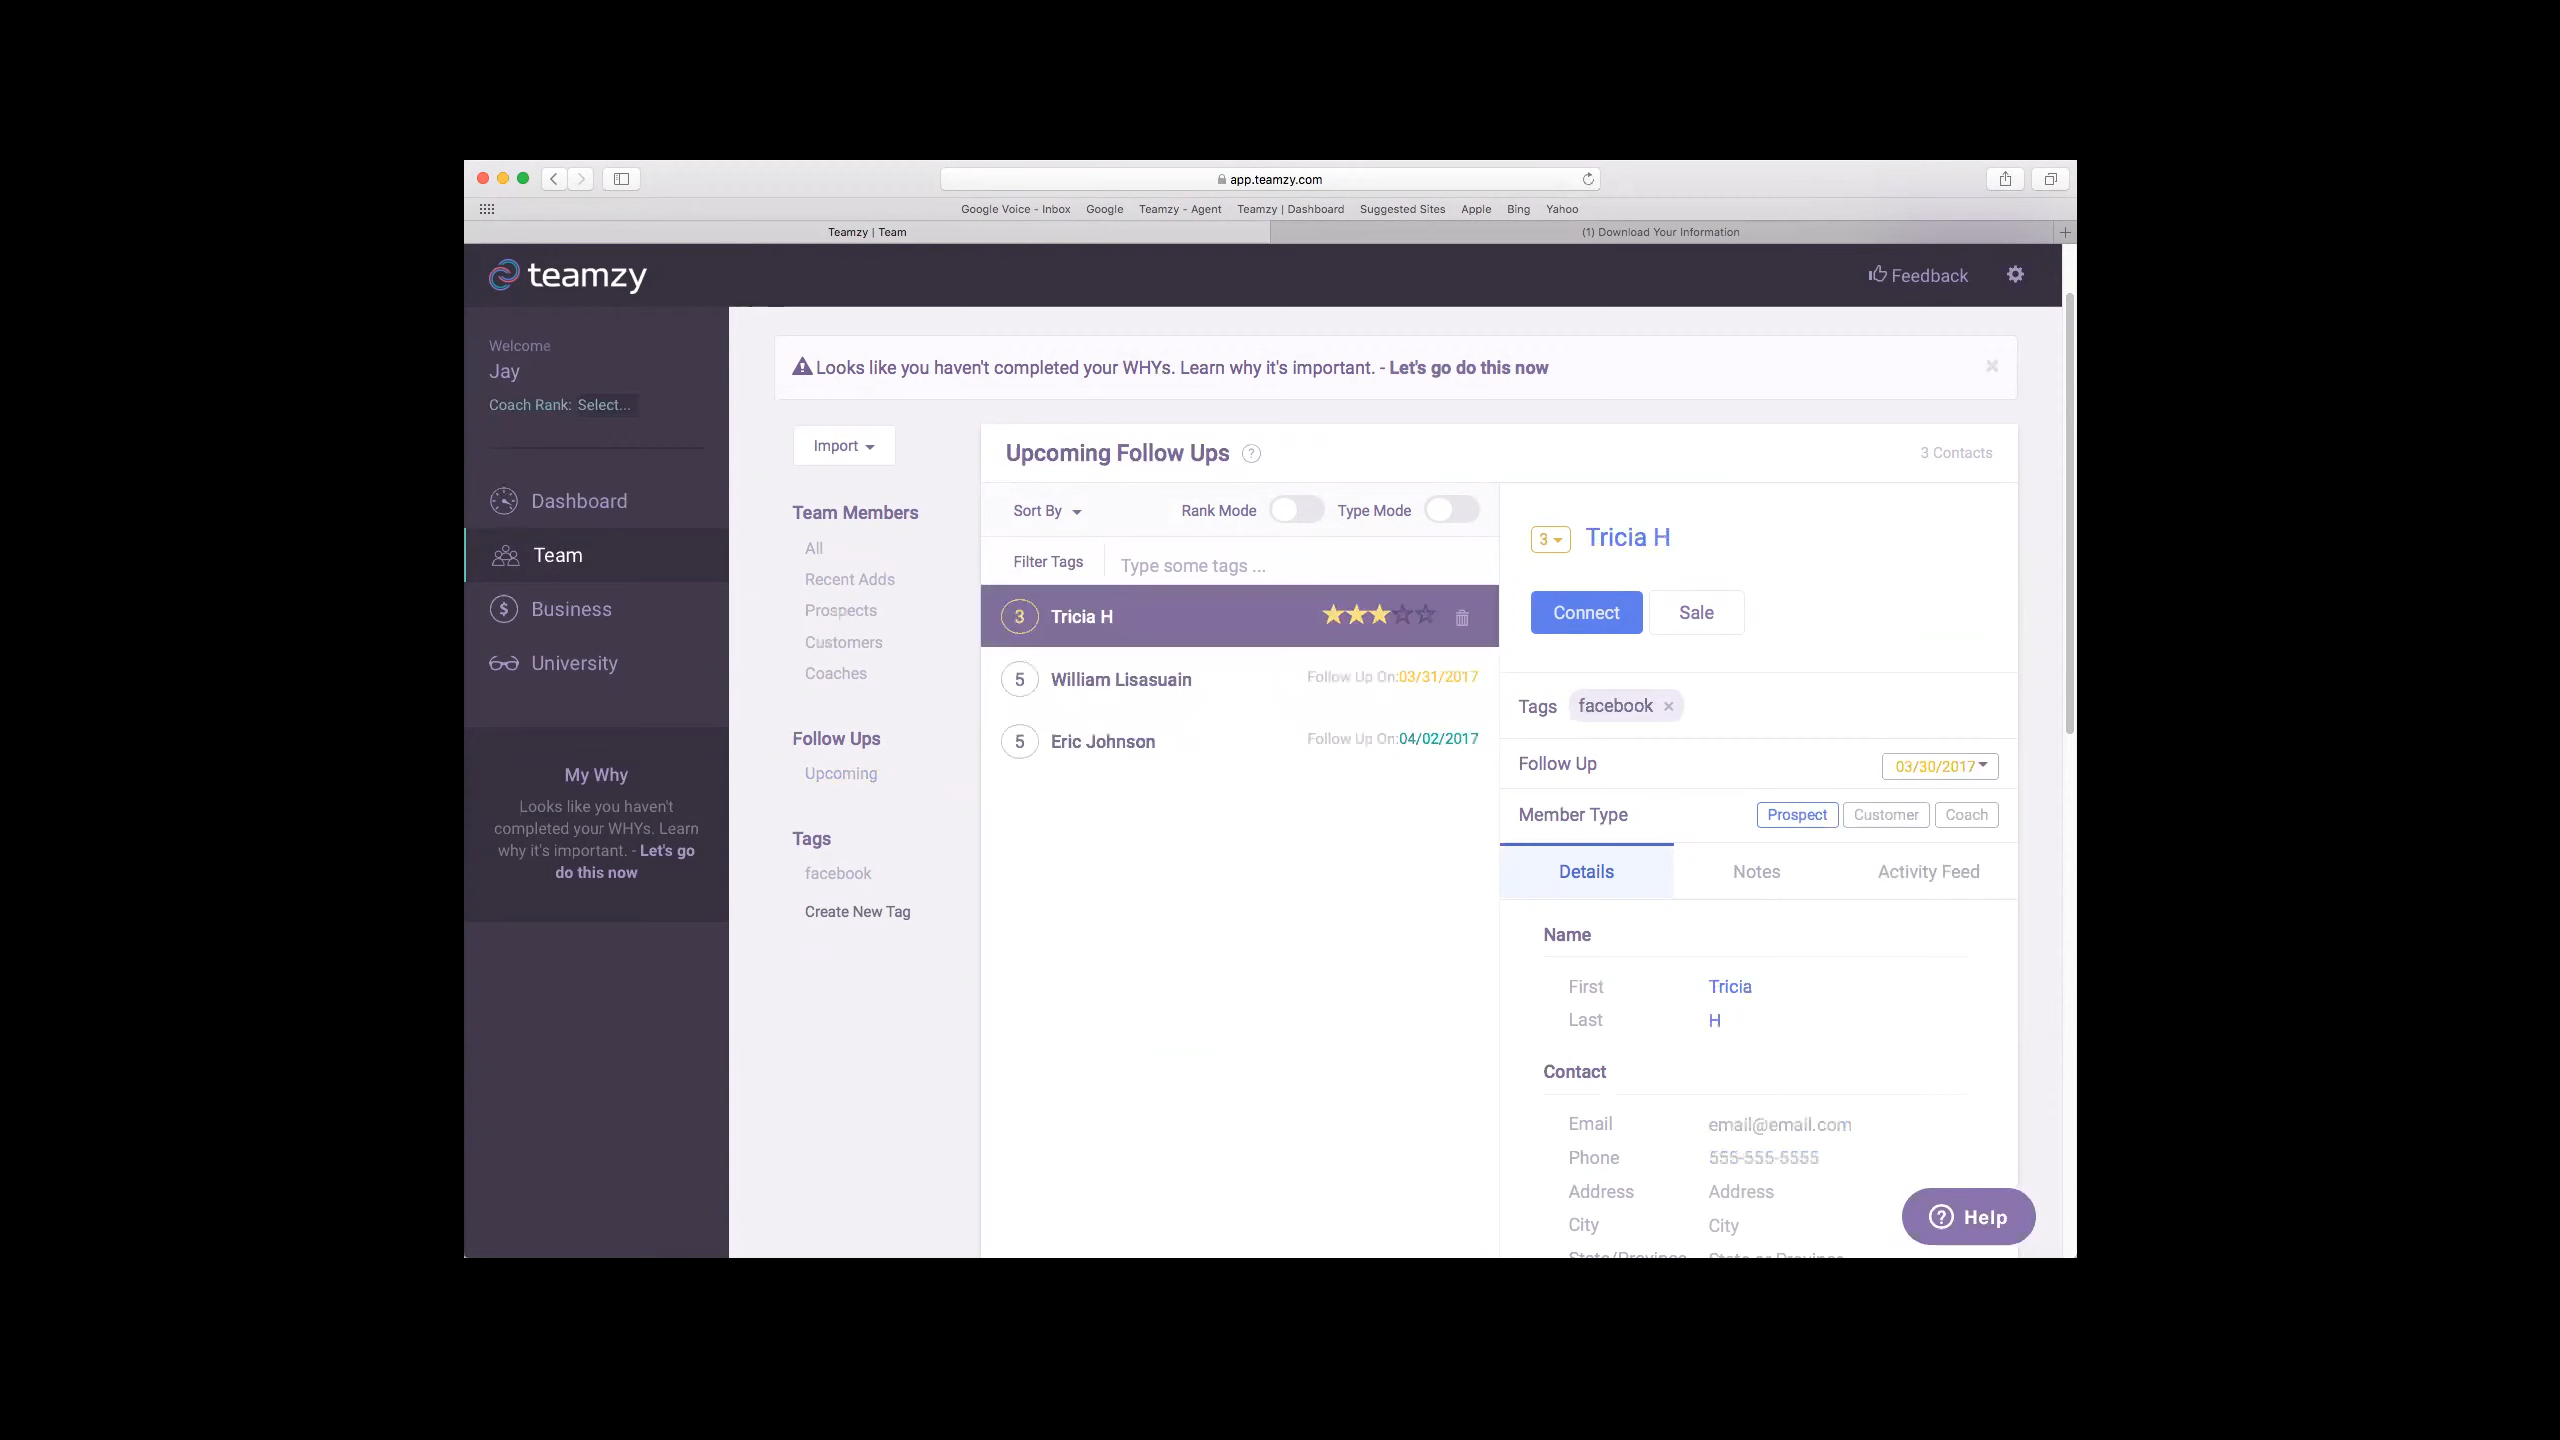 app.teamzy.com
Google Voice - Inbox Google Teamzy - Agent Teamzy | Dashboard Suggested Sites Apple Bing Yahoo
Teamzy | Team (1) Download Your Information
teamzy Feedback
Welcome
Jay
Coach Rank: Select...
Dashboard
Team
Business
University
My Why
Looks like you haven't
completed your WHYs. Learn
why it's important. - Let's go
do this now
Looks like you haven't completed your WHYs. Learn why it's important. - Let's go do this now
Import
Team Members
All
Recent Adds
Prospects
Customers
Coaches
Follow Ups
Upcoming
Tags
facebook
Create New Tag
Upcoming Follow Ups ? 3 Contacts
Sort By Rank Mode Type Mode
Filter Tags Type some tags ...
3 Tricia H
5 William Lisasuain Follow Up On:03/31/2017
5 Eric Johnson Follow Up On:04/02/2017
3 Tricia H
Connect Sale
Tags facebook ×
Follow Up 03/30/2017
Member Type Prospect Customer Coach
Details Notes Activity Feed
Name
First Tricia
Last H
Contact
Email email@email.com
Phone 555-555-5555
Address Address
City City
State/Province State or Province
? Help